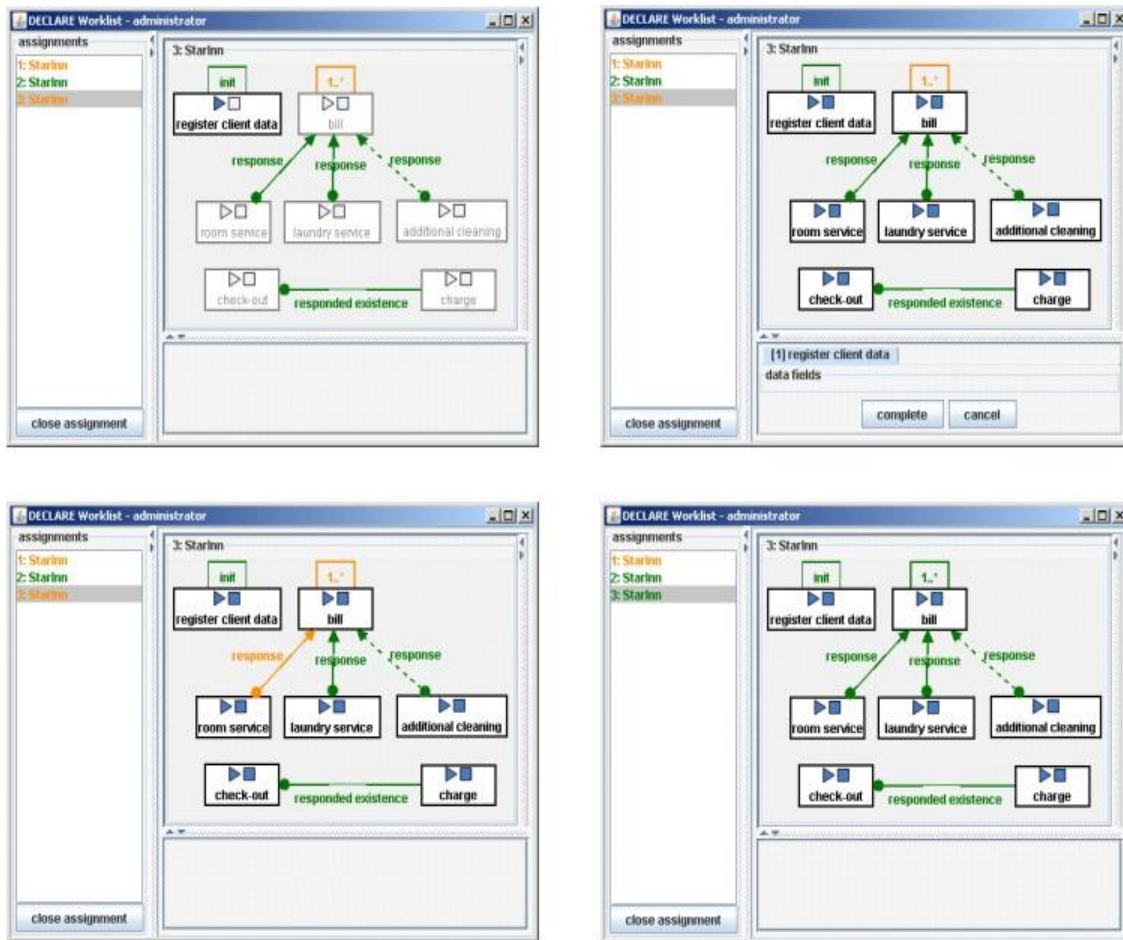 DECLARE Worklist - administrator
assignments
1: StarInn
2: StarInn
3: StarInn
close assignment
3: StarInn
init
1..*
register client data
bill
response
response
response
room service
laundry service
additional cleaning
check-out
responded existence
charge
DECLARE Worklist - administrator
assignments
1: StarInn
2: StarInn
3: StarInn
close assignment
3: StarInn
init
1..*
register client data
bill
response
response
response
room service
laundry service
additional cleaning
check-out
responded existence
charge
[1] register client data
data fields
complete
cancel
DECLARE Worklist - administrator
assignments
1: StarInn
2: StarInn
3: StarInn
close assignment
3: StarInn
init
1..*
register client data
bill
response
response
response
room service
laundry service
additional cleaning
check-out
responded existence
charge
DECLARE Worklist - administrator
assignments
1: StarInn
2: StarInn
3: StarInn
close assignment
3: StarInn
init
1..*
register client data
bill
response
response
response
room service
laundry service
additional cleaning
check-out
responded existence
charge